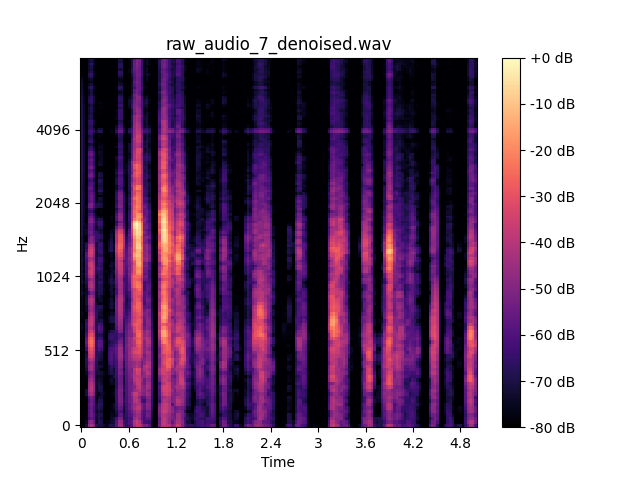 raw_audio_7_denoised.wav
Hz
4096
2048
1024
512
0
0 0.6 1.2 1.8 2.4 3 3.6 4.2 4.8
Time
+0 dB
-10 dB
-20 dB
-30 dB
-40 dB
-50 dB
-60 dB
-70 dB
-80 dB